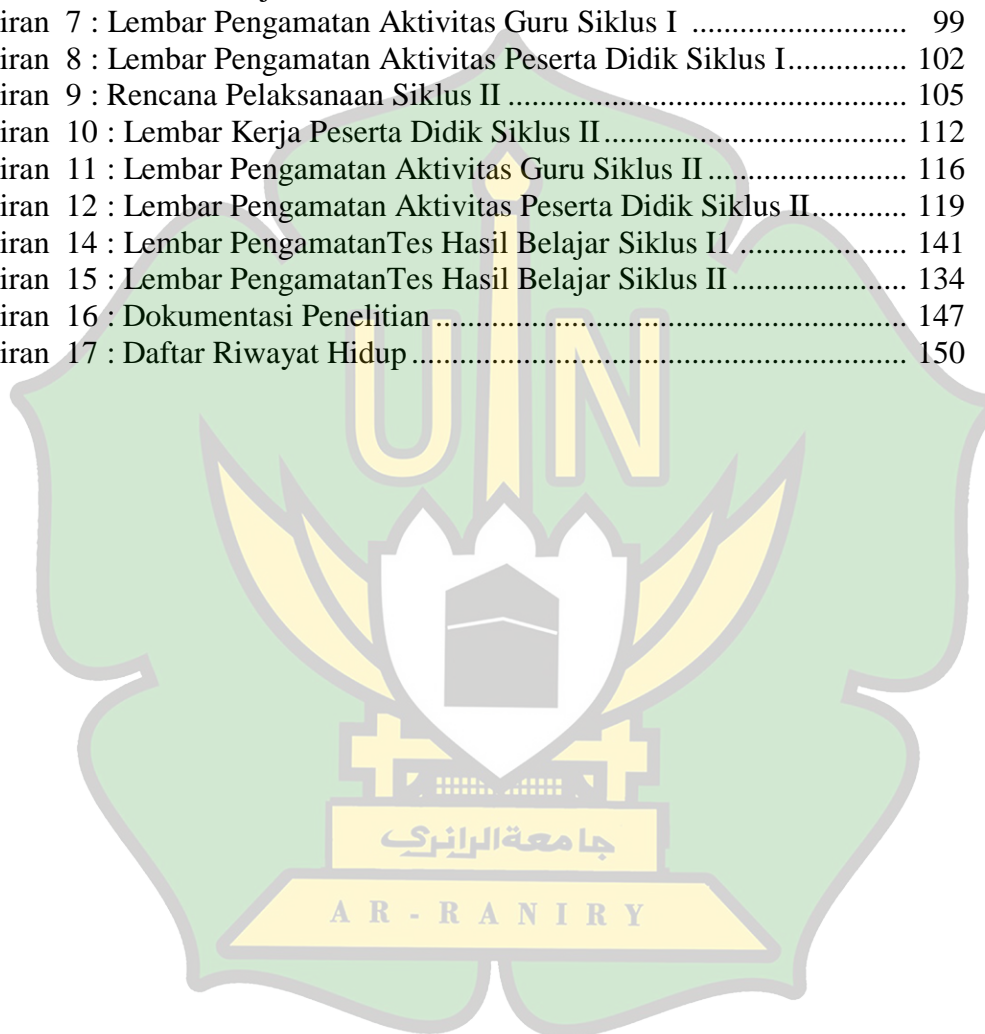 iran 7 : Lembar Pengamatan Aktivitas Guru Siklus I ........................... 99
iran 8 : Lembar Pengamatan Aktivitas Peserta Didik Siklus I............... 102
iran 9 : Rencana Pelaksanaan Siklus II .................................................. 105
iran 10 : Lembar Kerja Peserta Didik Siklus II...................................... 112
iran 11 : Lembar Pengamatan Aktivitas Guru Siklus II ......................... 116
iran 12 : Lembar Pengamatan Aktivitas Peserta Didik Siklus II............ 119
iran 14 : Lembar PengamatanTes Hasil Belajar Siklus I1 ..................... 141
iran 15 : Lembar PengamatanTes Hasil Belajar Siklus II ...................... 134
iran 16 : Dokumentasi Penelitian ........................................................... 147
iran 17 : Daftar Riwayat Hidup .............................................................. 150
UIN
جامعةالرانري
AR-RANIRY